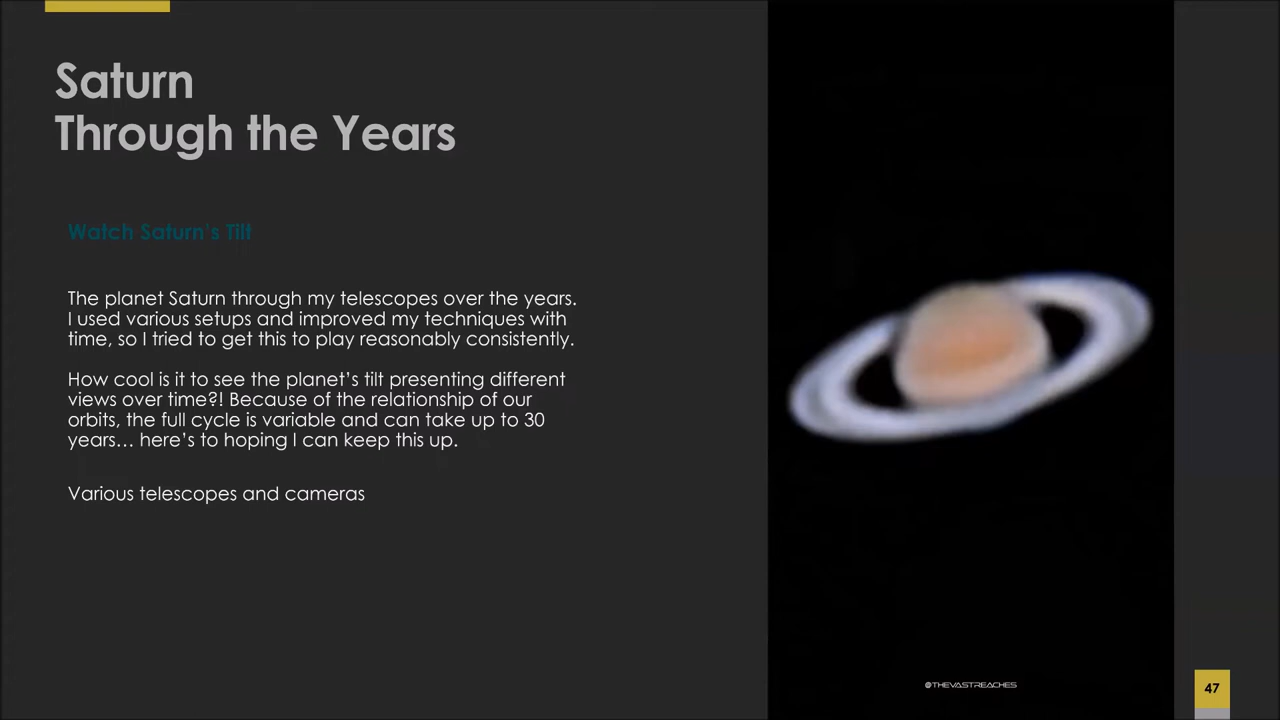 Saturn
Through the Years
Watch Saturn's Tilt
The planet Saturn through my telescopes over the years.
I used various setups and improved my techniques with
time, so I tried to get this to play reasonably consistently.
How cool is it to see the planet's tilt presenting different
views over time?! Because of the relationship of our
orbits, the full cycle is variable and can take up to 30
years… here's to hoping I can keep this up.
Various telescopes and cameras
@THEVASTREACHES
47